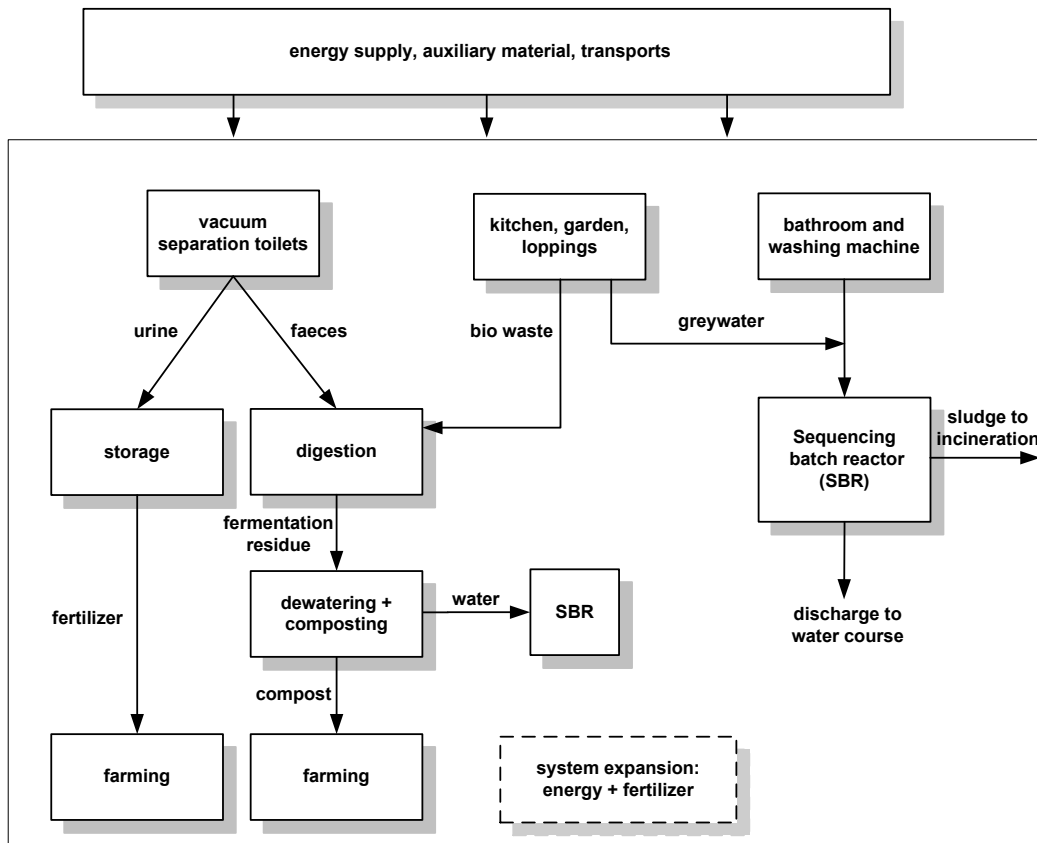 energy supply, auxiliary material, transports
vacuum
separation toilets
kitchen, garden,
loppings
bathroom and
washing machine
urine
faeces
bio waste
greywater
storage
digestion
Sequencing
batch reactor
(SBR)
sludge to
incineration
fermentation
residue
fertilizer
dewatering +
composting
water
SBR
discharge to
water course
compost
farming
farming
system expansion:
energy + fertilizer